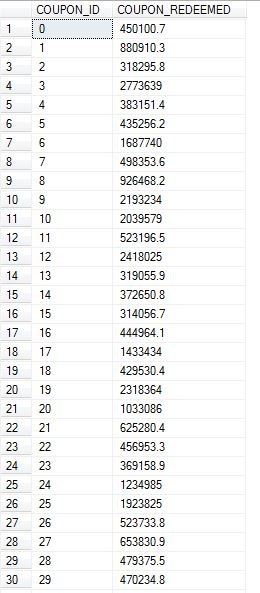 COUPON_ID COUPON_REDEEMED
1 0 450100.7
2 1 880910.3
3 2 318295.8
4 3 2773639
5 4 383151.4
6 5 435256.2
7 6 1687740
8 7 498353.6
9 8 926468.2
10 9 2193234
11 10 2039579
12 11 523196.5
13 12 2418025
14 13 319055.9
15 14 372650.8
16 15 314056.7
17 16 444964.1
18 17 1433434
19 18 429530.4
20 19 2318364
21 20 1033086
22 21 625280.4
23 22 456953.3
24 23 369158.9
25 24 1234985
26 25 1923825
27 26 523733.8
28 27 653830.9
29 28 479375.5
30 29 470234.8